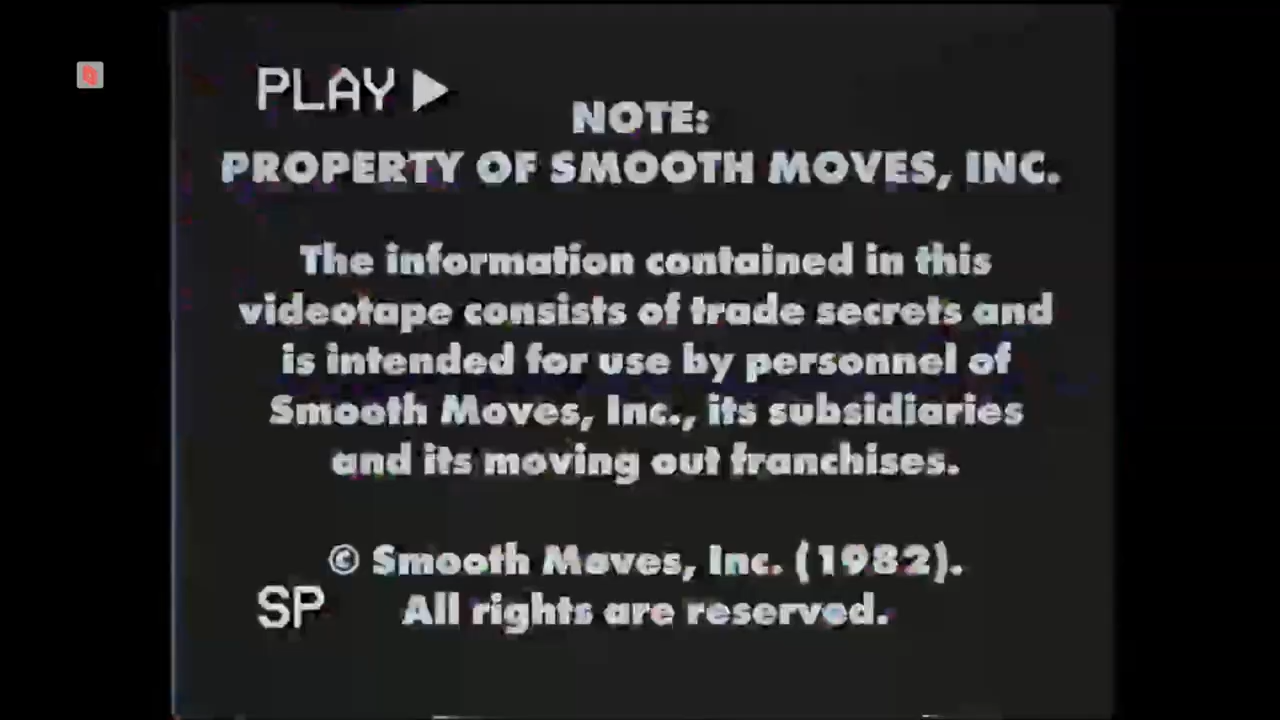 PLAY ▶
NOTE:
PROPERTY OF SMOOTH MOVES, INC.
The information contained in this
videotape consists of trade secrets and
is intended for use by personnel of
Smooth Moves, Inc., its subsidiaries
and its moving out franchises.
© Smooth Moves, Inc. (1982).
All rights are reserved.
SP